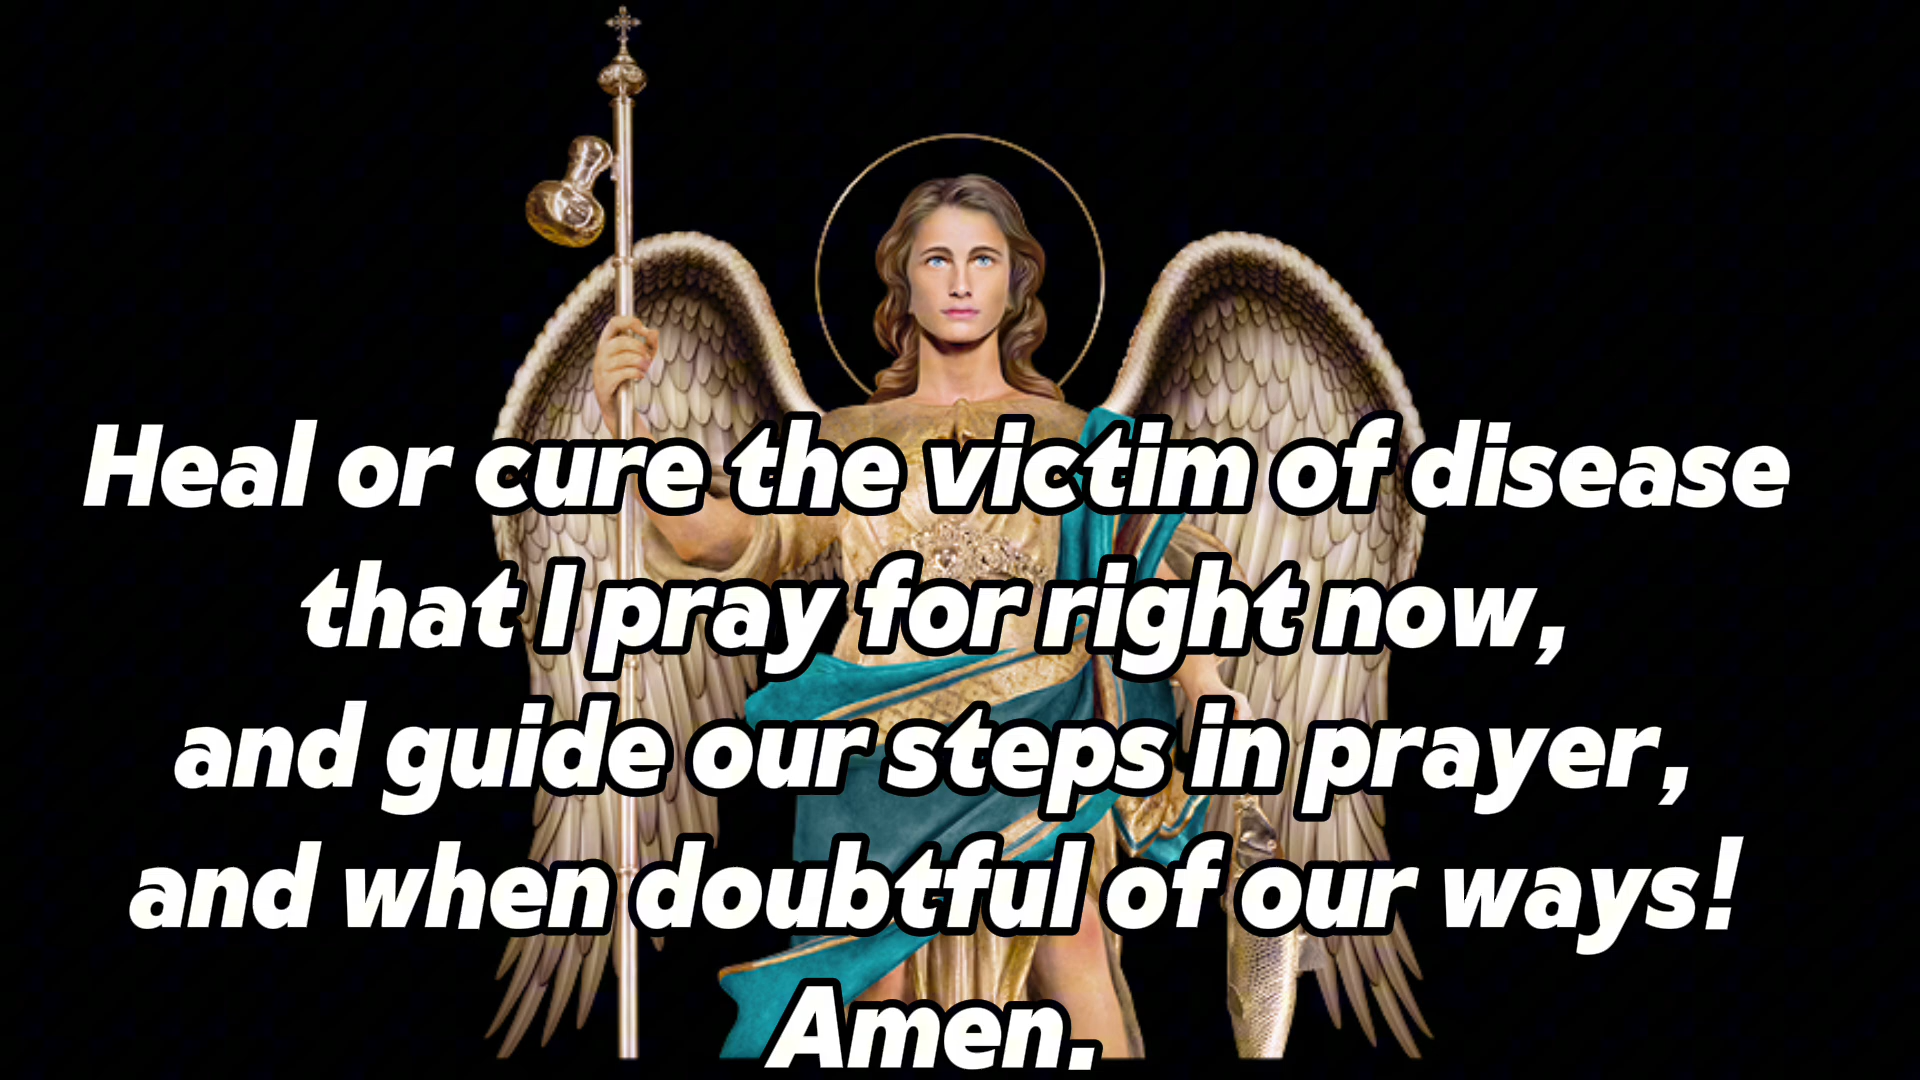 Heal or cure the victim of disease
that I pray for right now,
and guide our steps in prayer,
and when doubtful of our ways!
Amen.